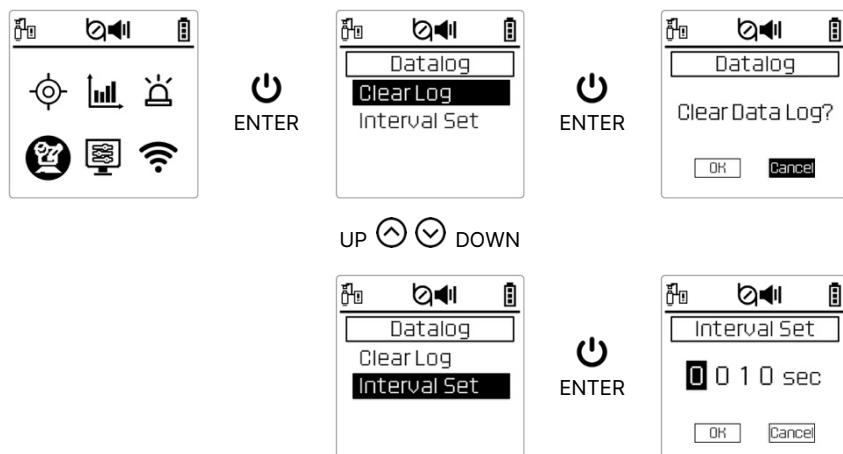 Datalog
Clear Log
Interval Set
ENTER
ENTER
Datalog
Clear Data Log?
OK
Cancel
UP
DOWN
Datalog
Clear Log
Interval Set
ENTER
Interval Set
0 0 1 0 sec
OK
Cancel